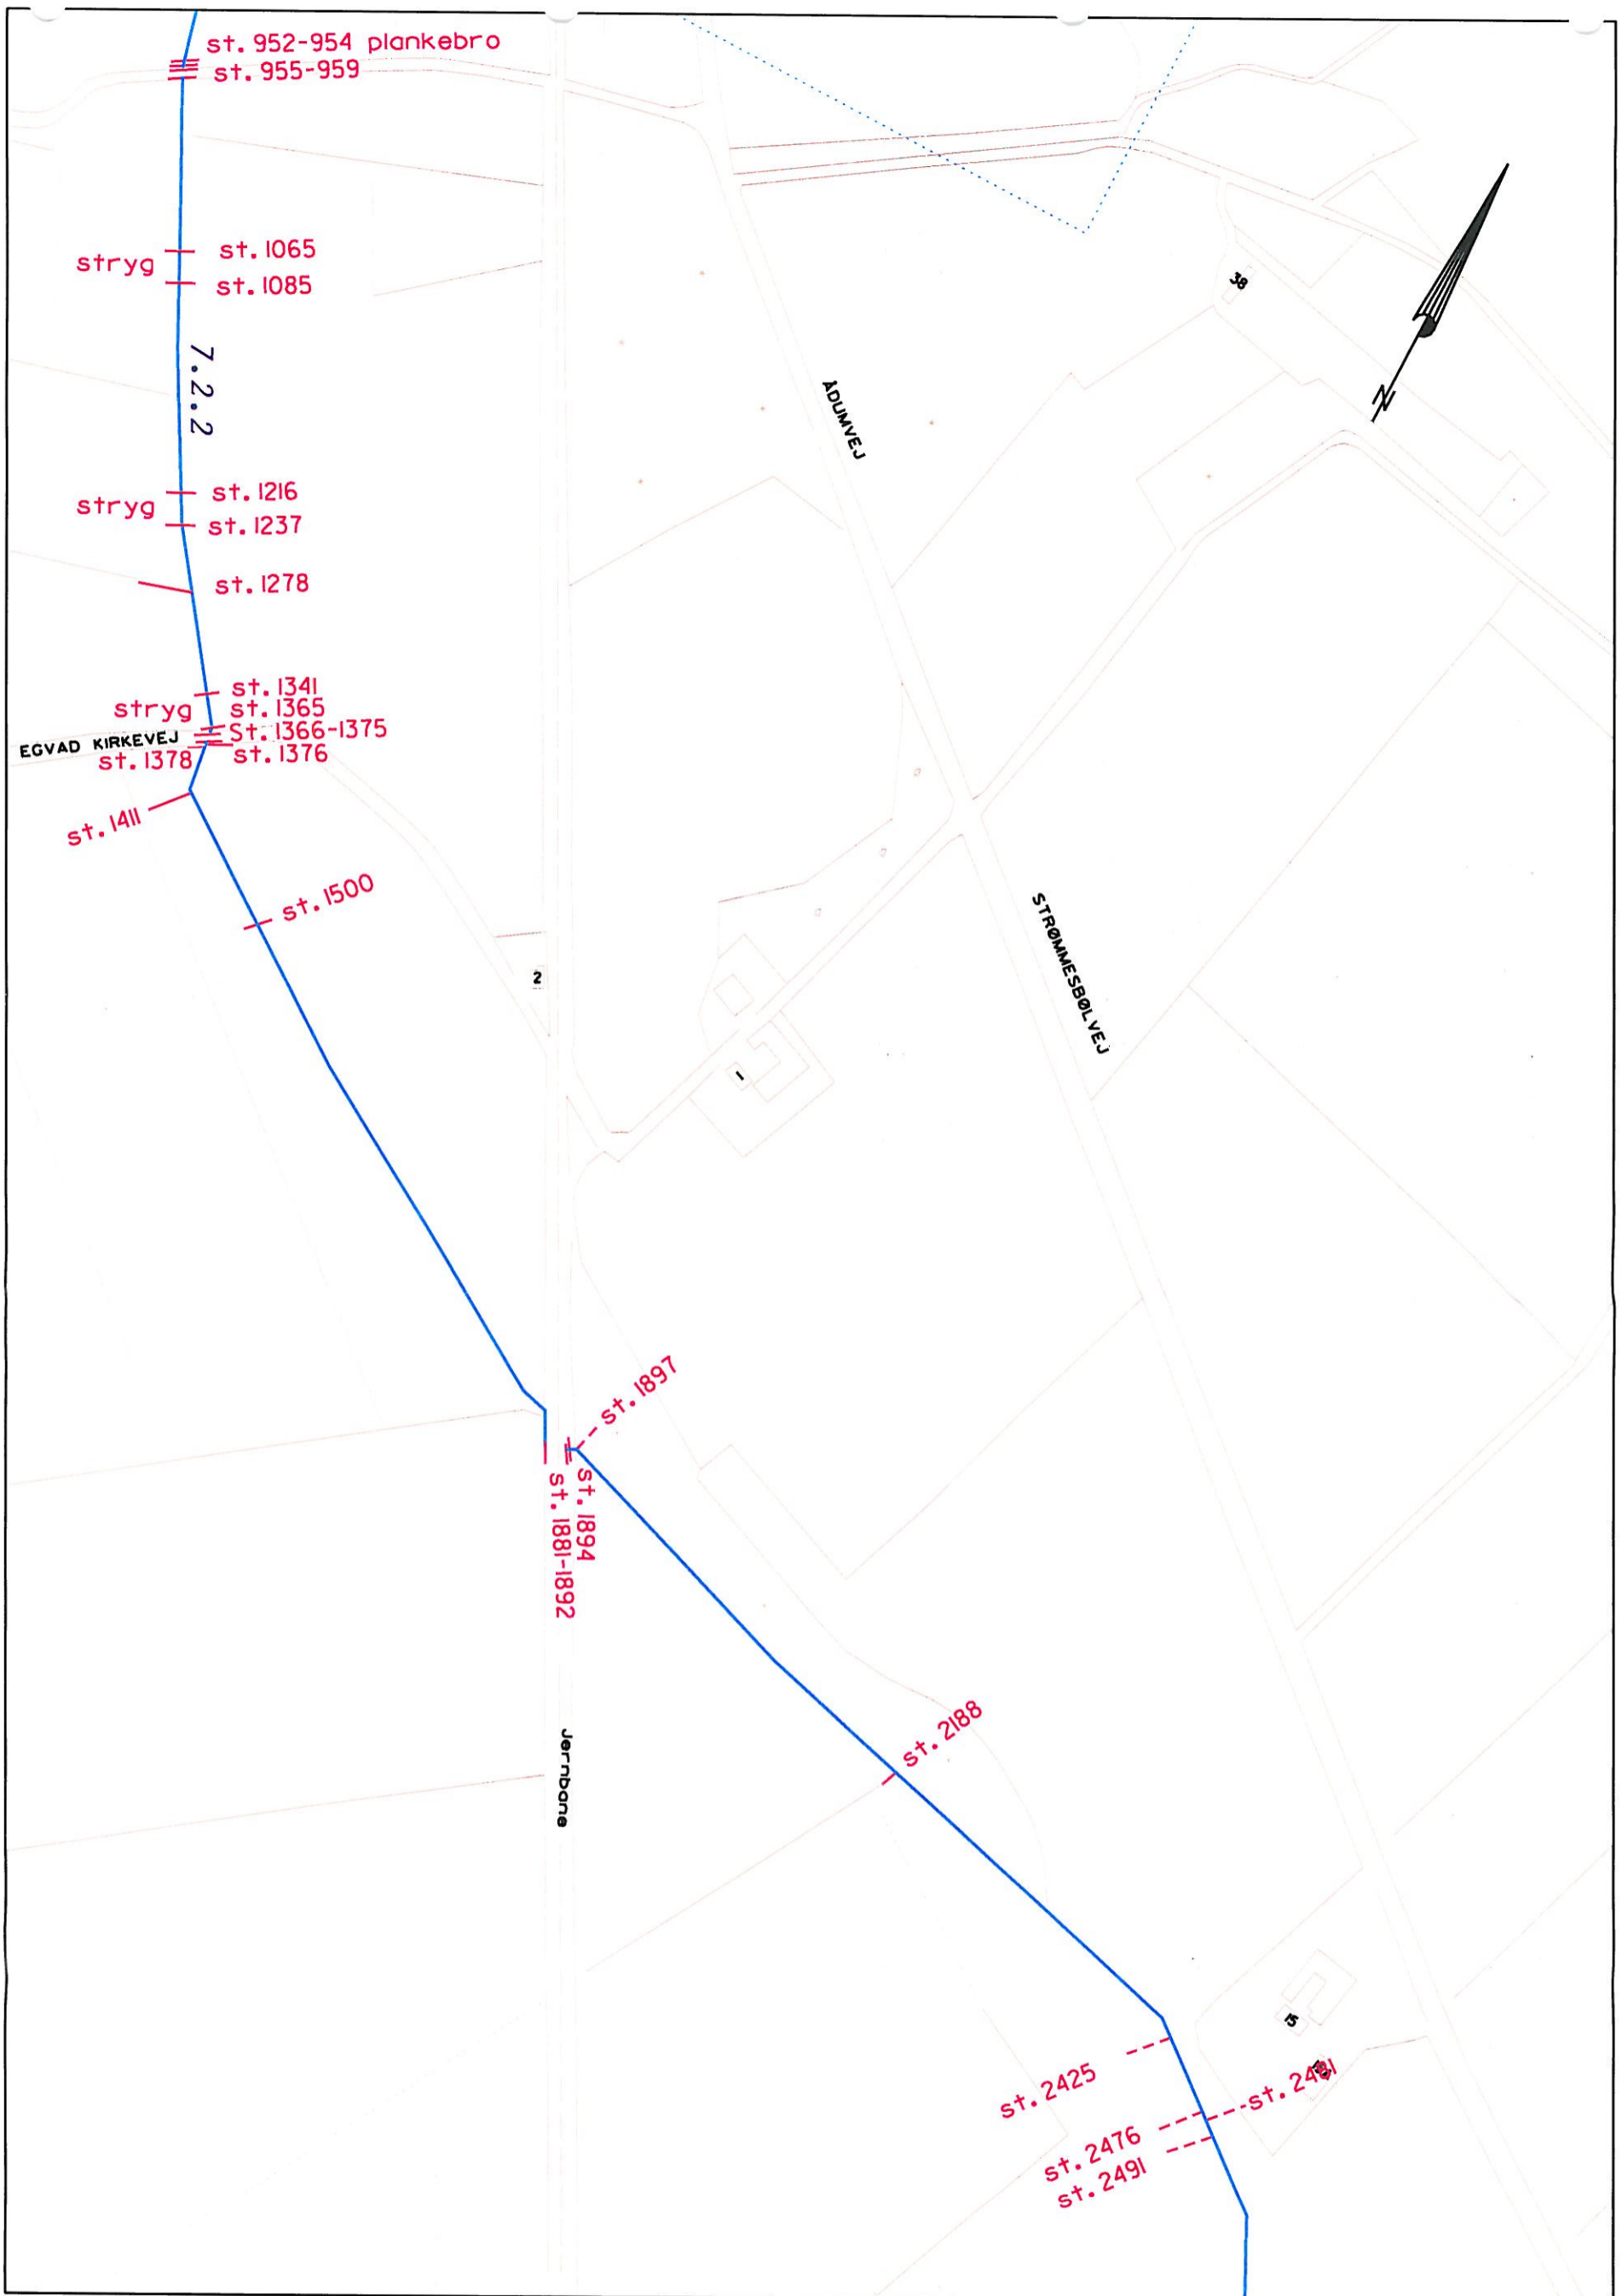 st. 952-954 plankebro
st. 955-959
st. 1065
stryg
st. 1085
38
7.2.2
ÅDUMVEJ
N
st. 1216
stryg
st. 1237
st. 1278
st. 1341
stryg
st. 1365
St. 1366-1375
EGVAD KIRKEVEJ
st. 1376
st. 1378
st. 1411
st. 1500
STRØMMESBØLVEJ
2
1
st. 1897
st. 1894
st. 1881-1892
st. 2188
Jernbane
15
st. 2425
st. 2481
st. 2476
st. 2491